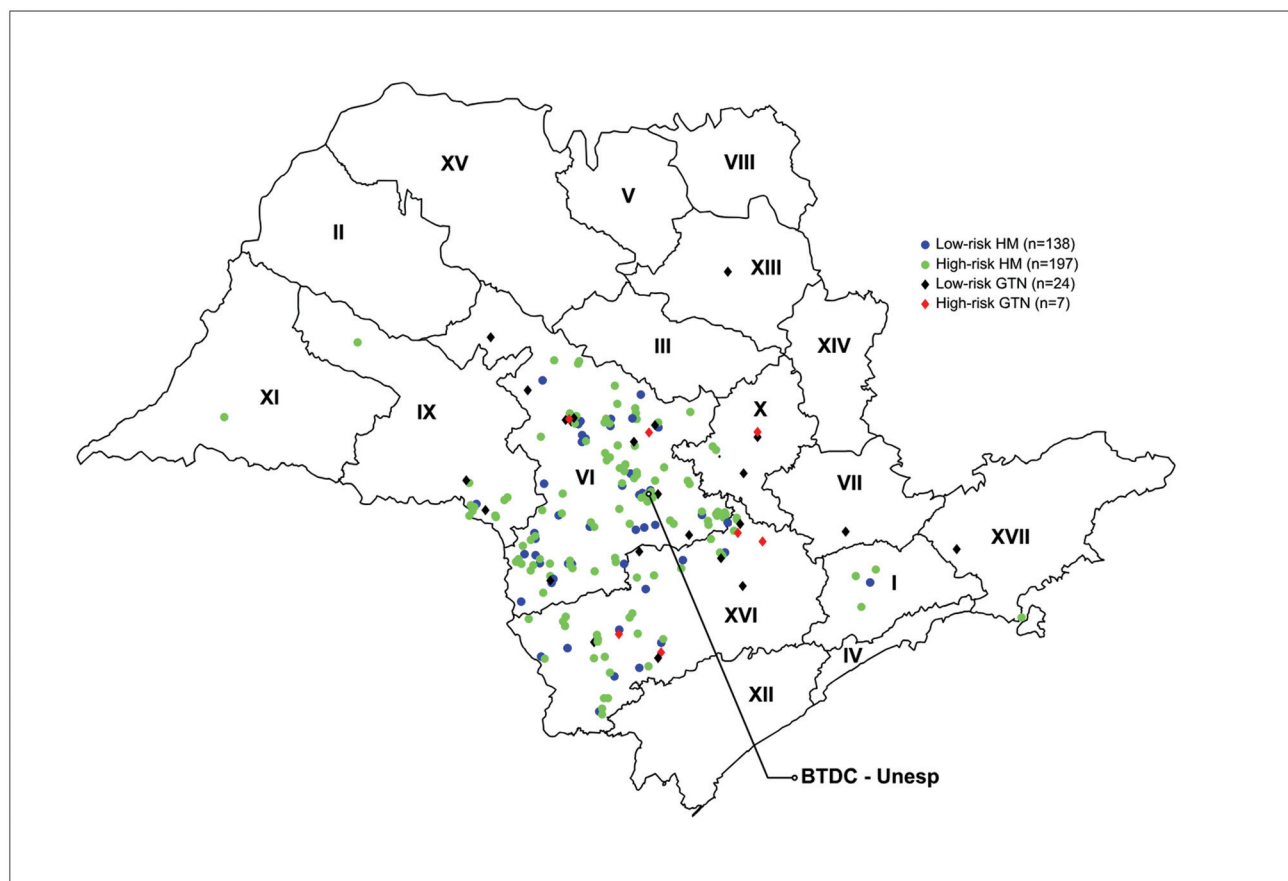 XV
VIII
V
II
Low-risk HM (n=138)
High-risk HM (n=197)
Low-risk GTN (n=24)
High-risk GTN (n=7)
XIII
III
XIV
XI
IX
X
VI
VII
XVII
I
XVI
IV
XII
BTDC - Unesp